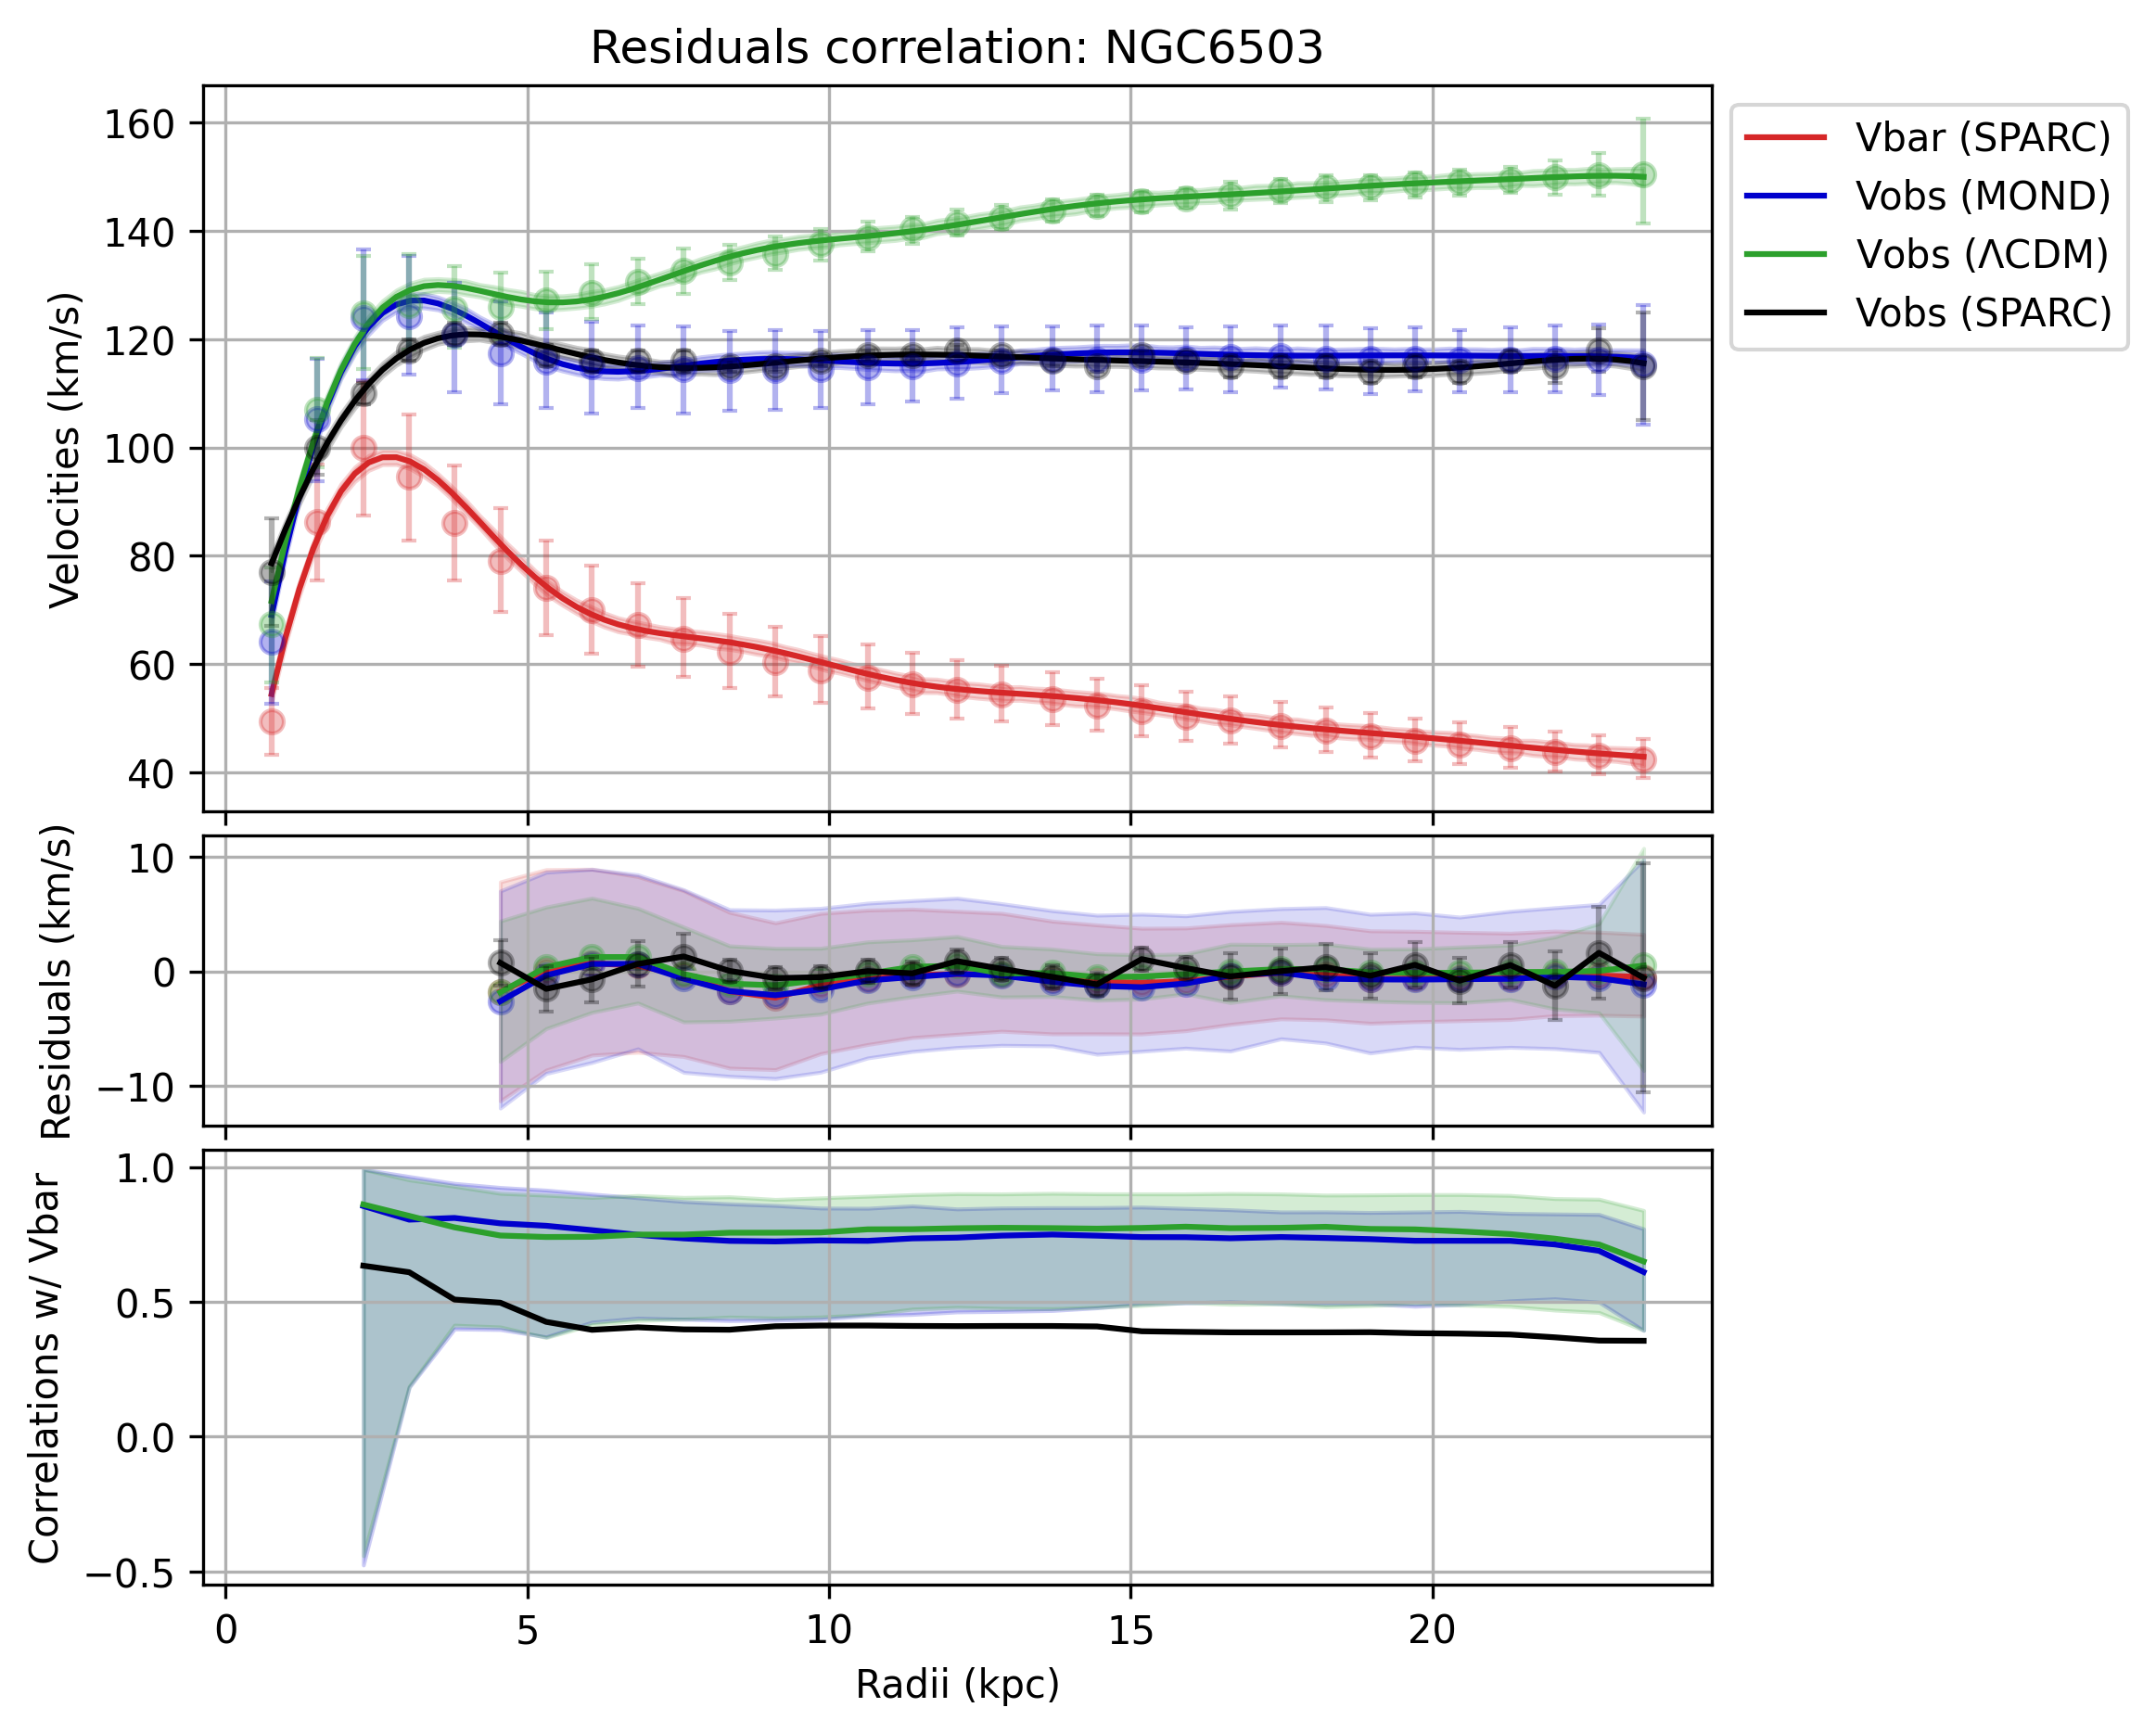 Residuals correlation: NGC6503
Velocities (km/s)
160
140
120
100
80
60
40
Vbar (SPARC)
Vobs (MOND)
Vobs (ΛCDM)
Vobs (SPARC)
Residuals (km/s)
10
0
−10
Correlations w/ Vbar
1.0
0.5
0.0
−0.5
0 5 10 15 20
Radii (kpc)